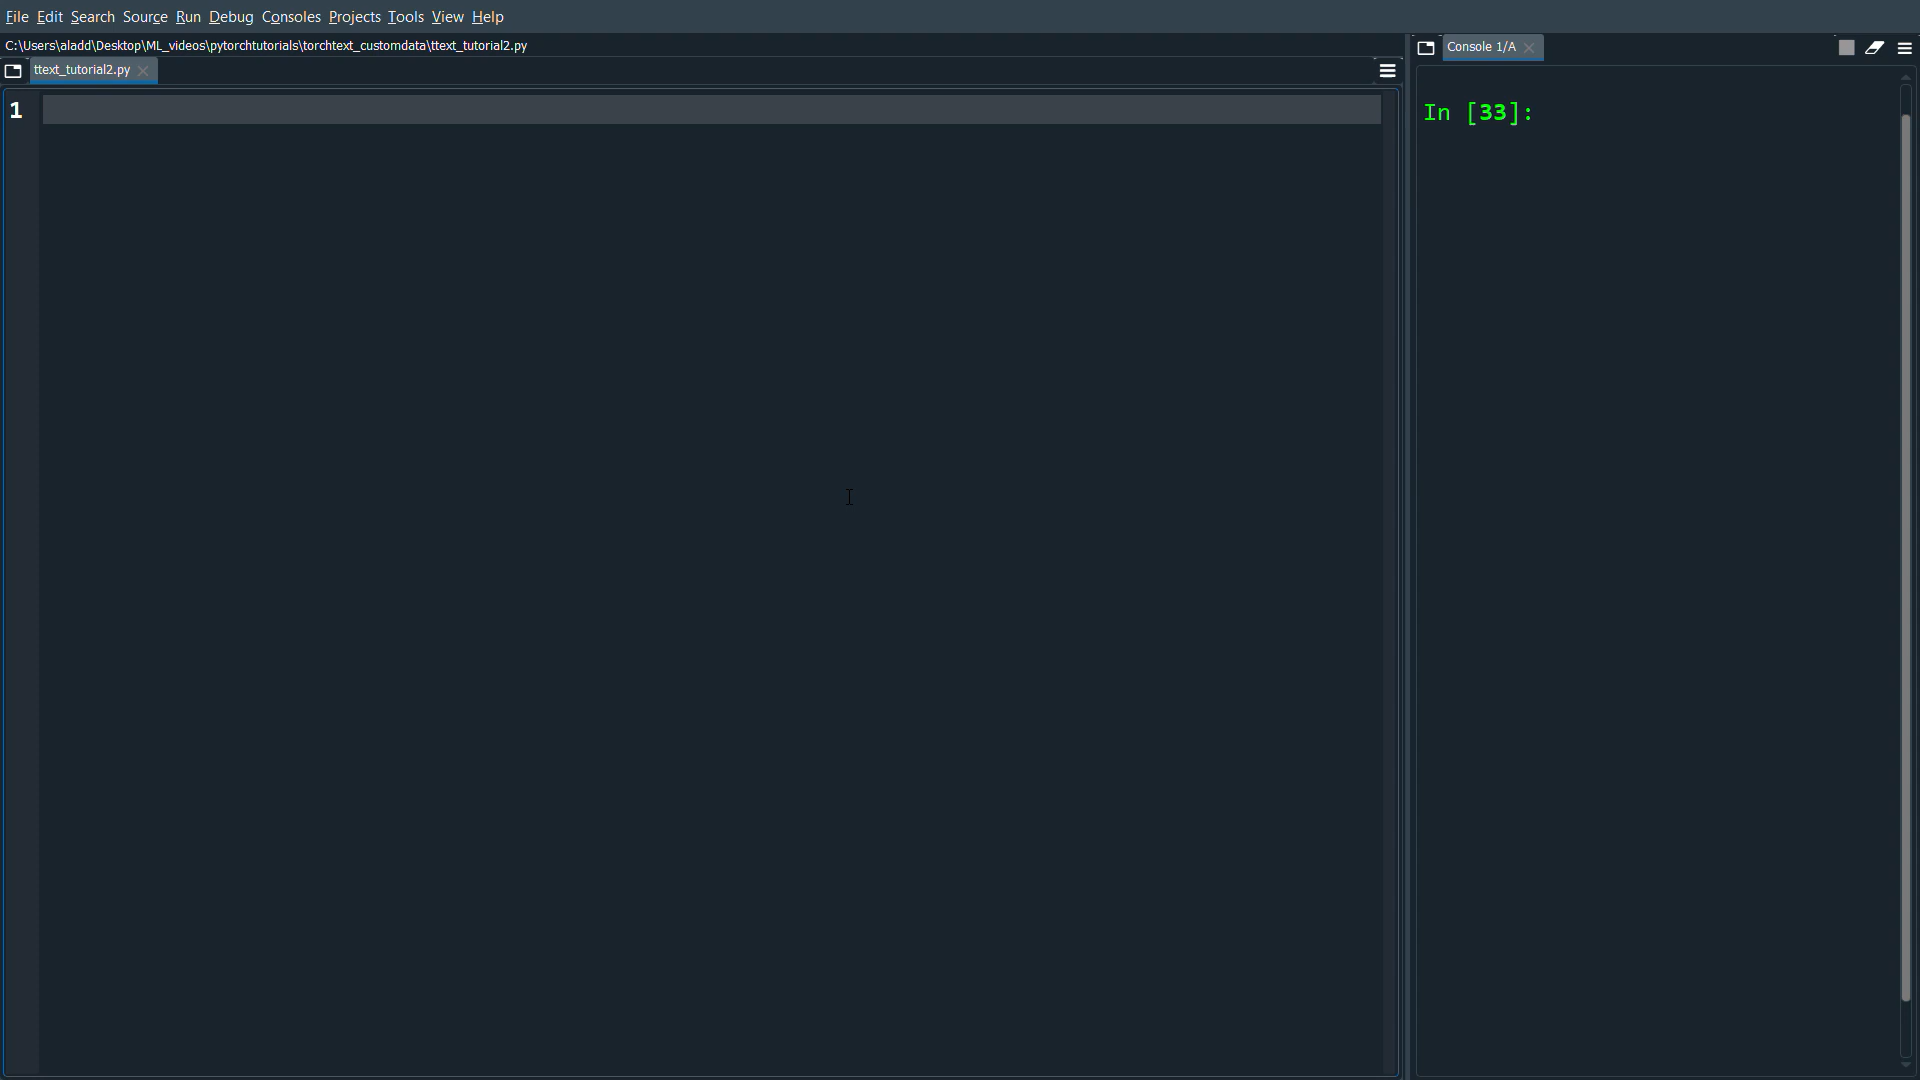 File Edit Search Source Run Debug Consoles Projects Tools View Help
C:\Users\aladd\Desktop\ML_videos\pytorchtutorials\torchtext_customdata\ttext_tutorial2.py
ttext_tutorial2.py
1
Console 1/A
In [33]: